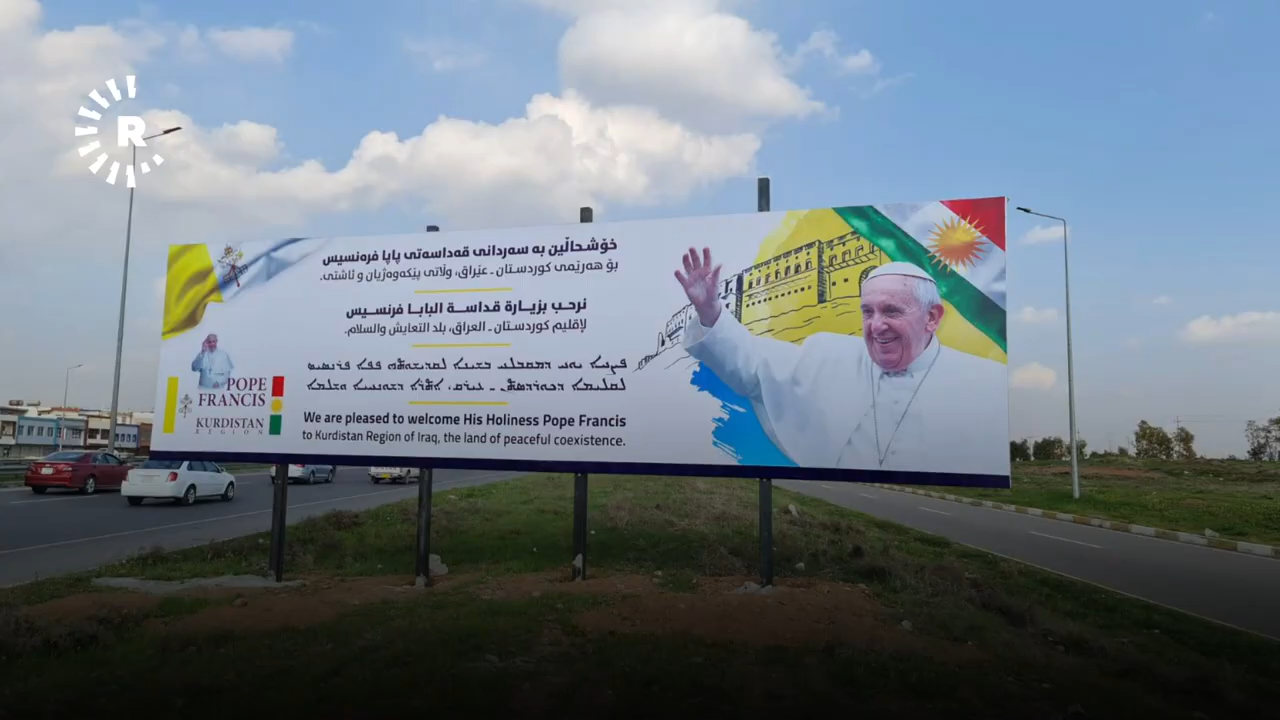 R
خۆشحاڵین بە سەردانی قەداسەتی پاپا فرەنسیس
بۆ هەرێمی کوردستان ـ عێراق، وڵاتی پێکەوەژیان و ئاشتی.
نرحب بزيارة قداسة البابا فرنسيس
لإقليم كوردستان ـ العراق، بلد التعايش والسلام.
We are pleased to welcome His Holiness Pope Francis
to Kurdistan Region of Iraq, the land of peaceful coexistence.
POPE
FRANCIS
KURDISTAN
REGION